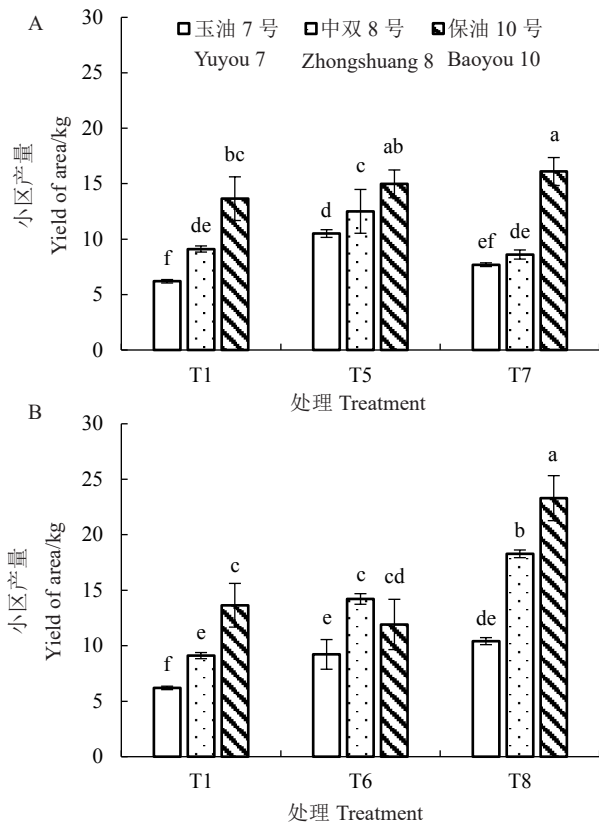 A
30
25
20
15
10
5
0
小区产量
Yield of area/kg
玉油 7 号 中双 8 号 保油 10 号
Yuyou 7 Zhongshuang 8 Baoyou 10
f de bc d c ab ef de a
T1 T5 T7
处理 Treatment
B
30
25
20
15
10
5
0
小区产量
Yield of area/kg
f e c e c cd de b a
T1 T6 T8
处理 Treatment